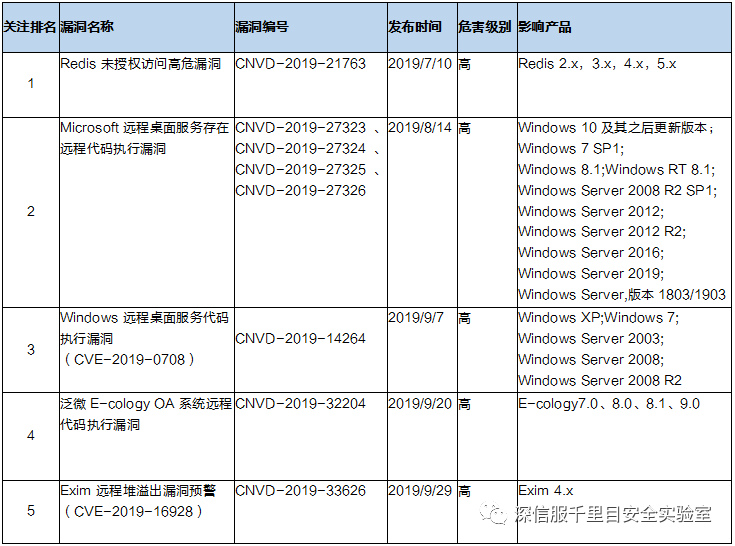 关注排名 漏洞名称 漏洞编号 发布时间 危害级别 影响产品
1 Redis 未授权访问高危漏洞 CNVD-2019-21763 2019/7/10 高 Redis 2.x，3.x，4.x，5.x
2 Microsoft 远程桌面服务存在 CNVD-2019-27323 、 2019/8/14 高 Windows 10 及其之后更新版本；
远程代码执行漏洞 CNVD-2019-27324 、 Windows 7 SP1;
CNVD-2019-27325 、 Windows 8.1;Windows RT 8.1;
CNVD-2019-27326 Windows Server 2008 R2 SP1;
Windows Server 2012;
Windows Server 2012 R2;
Windows Server 2016;
Windows Server 2019;
Windows Server,版本 1803/1903
3 Windows 远程桌面服务代码 2019/9/7 高 Windows XP;Windows 7;
执行漏洞 CNVD-2019-14264 Windows Server 2003;
（CVE-2019-0708） Windows Server 2008;
Windows Server 2008 R2
4 泛微 E-cology OA 系统远程 CNVD-2019-32204 2019/9/20 高 E-cology7.0、8.0、8.1、9.0
代码执行漏洞
5 Exim 远程堆溢出漏洞预警 CNVD-2019-33626 2019/9/29 高 Exim 4.x
（CVE-2019-16928）
深信服千里目安全实验室